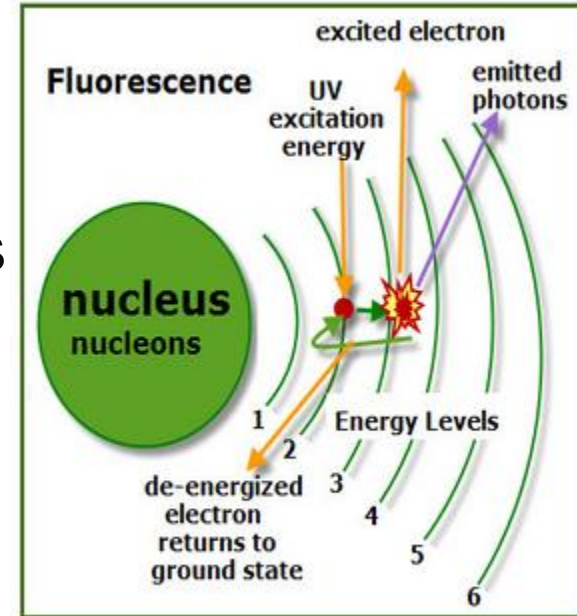 excited electron
Fluorescence
emitted
photons
UV
excitation
energy
s
nucleus
nucleons
Energy Levels
1
2
3
4
5
6
de-energized
electron
returns to
ground state